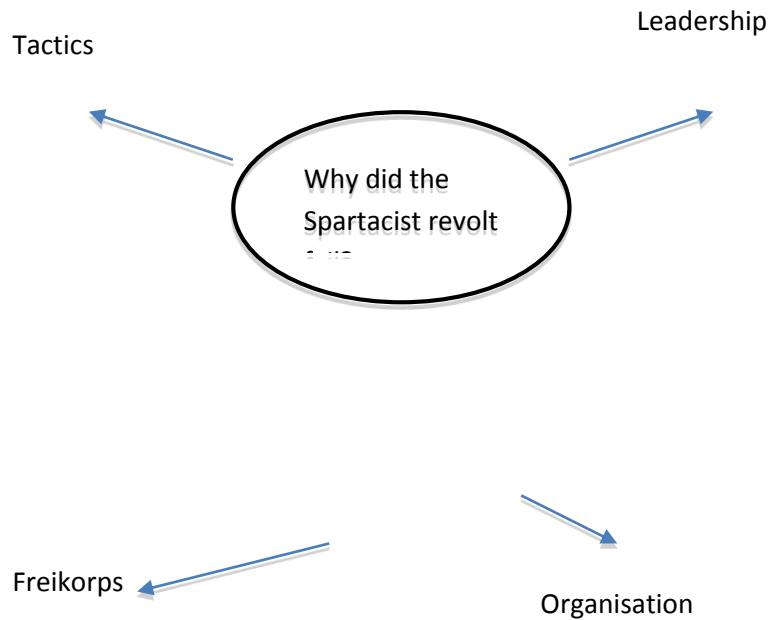 Leadership
Tactics
Why did the
Spartacist revolt
Freikorps
Organisation